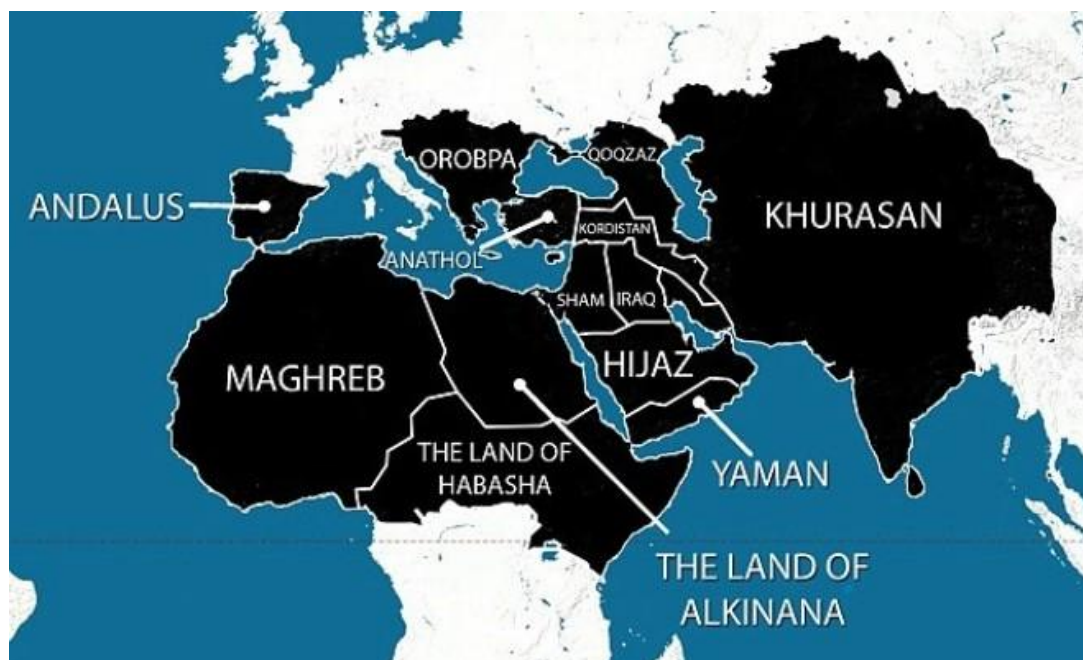 OROBPA
QOQZAZ
ANDALUS
KHURASAN
KORDISTAN
ANATHOL
SHAM
IRAQ
MAGHREB
HIJAZ
THE LAND OF
HABASHA
YAMAN
THE LAND OF
ALKINANA